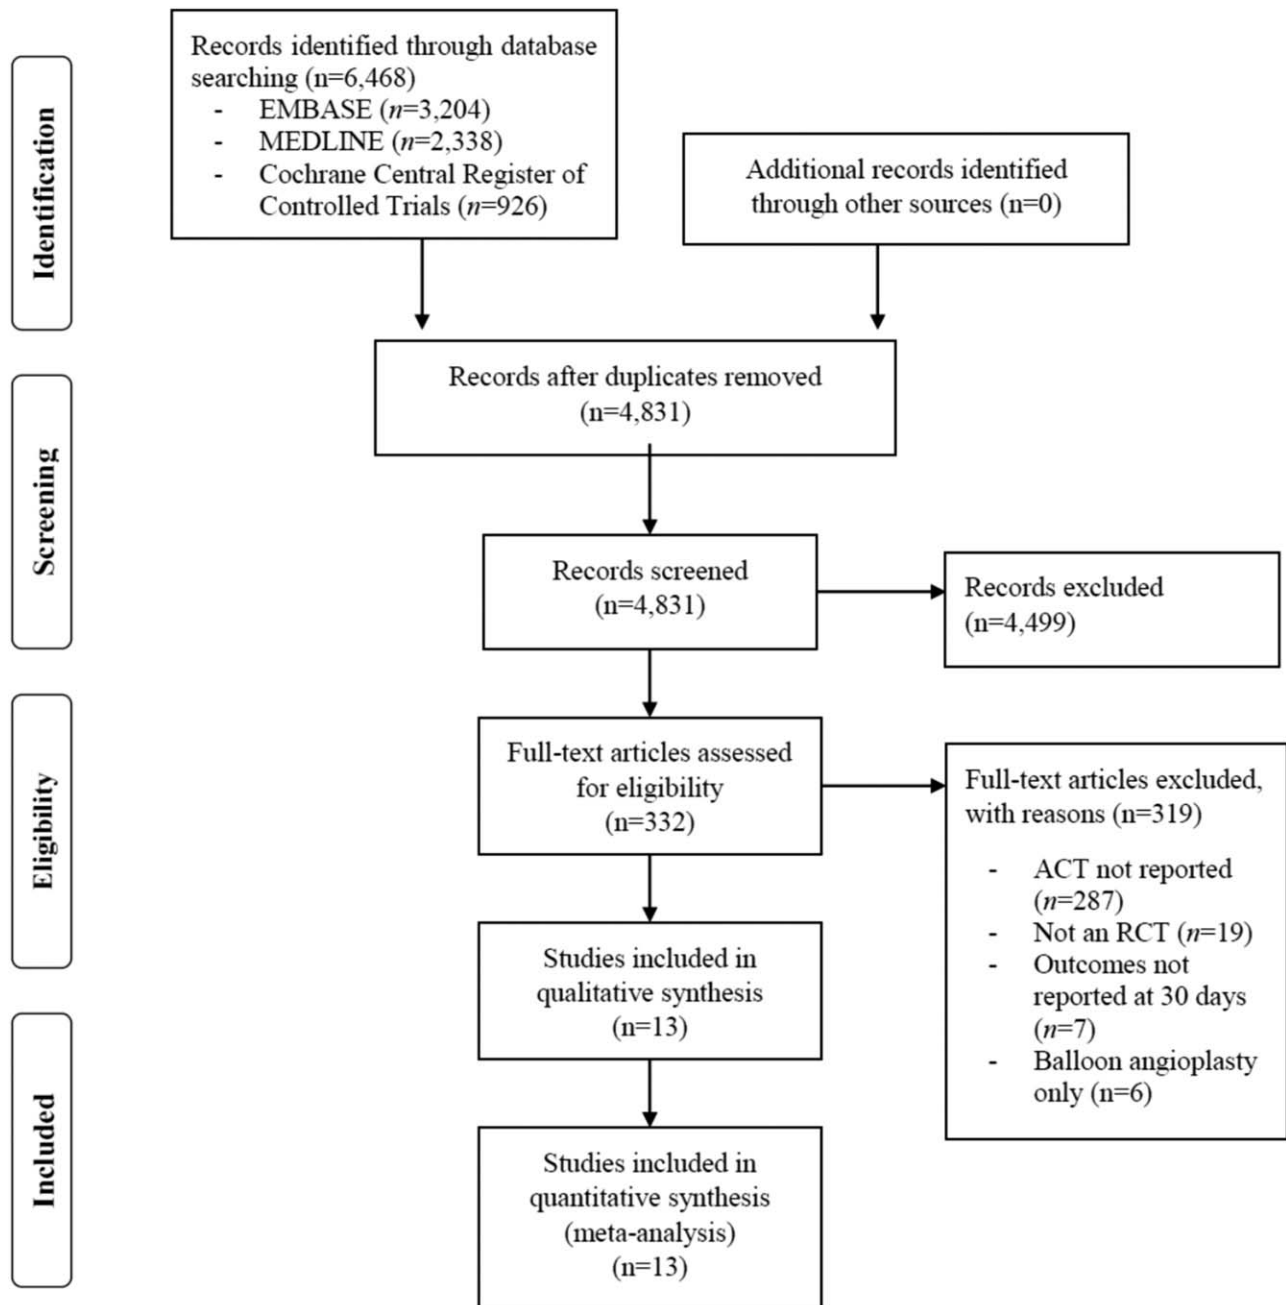 Identification
Records identified through database
searching (n=6,468)
- EMBASE (n=3,204)
- MEDLINE (n=2,338)
- Cochrane Central Register of
Controlled Trials (n=926)
Additional records identified
through other sources (n=0)
Records after duplicates removed
(n=4,831)
Screening
Records screened
(n=4,831)
Records excluded
(n=4,499)
Eligibility
Full-text articles assessed
for eligibility
(n=332)
Full-text articles excluded,
with reasons (n=319)
- ACT not reported
(n=287)
- Not an RCT (n=19)
- Outcomes not
reported at 30 days
(n=7)
- Balloon angioplasty
only (n=6)
Studies included in
qualitative synthesis
(n=13)
Included
Studies included in
quantitative synthesis
(meta-analysis)
(n=13)